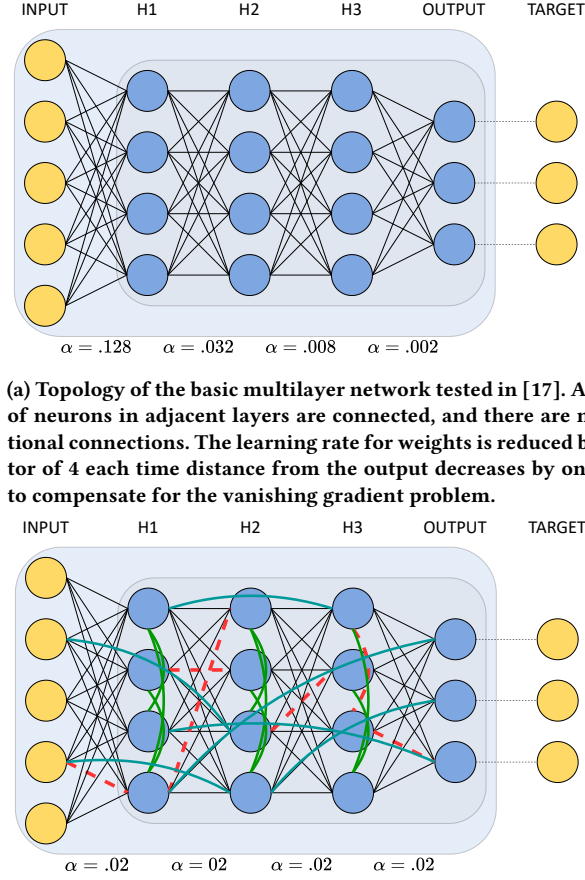 INPUT H1 H2 H3 OUTPUT TARGET
α = .128 α = .032 α = .008 α = .002
(a) Topology of the basic multilayer network tested in [17]. A
of neurons in adjacent layers are connected, and there are n
tional connections. The learning rate for weights is reduced b
tor of 4 each time distance from the output decreases by on
to compensate for the vanishing gradient problem.
INPUT H1 H2 H3 OUTPUT TARGET
α = .02 α = 02 α = .02 α = .02